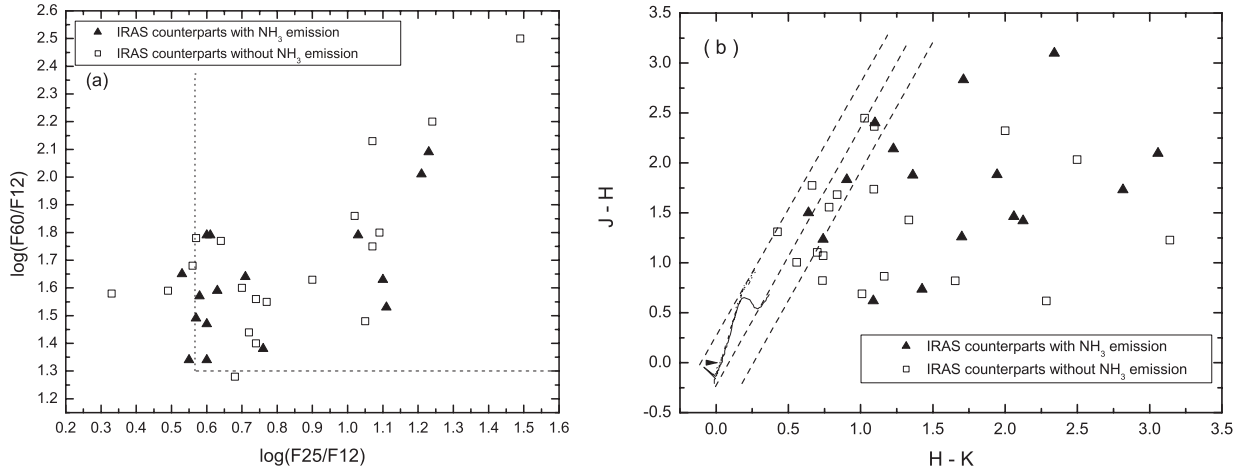 IRAS counterparts with NH3 emission
IRAS counterparts without NH3 emission
(a)
2.6
2.5
2.4
2.3
2.2
2.1
2.0
1.9
1.8
1.7
1.6
1.5
1.4
1.3
1.2
log(F60/F12)
0.2 0.3 0.4 0.5 0.6 0.7 0.8 0.9 1.0 1.1 1.2 1.3 1.4 1.5 1.6
log(F25/F12)
( b )
3.5
3.0
2.5
2.0
1.5
1.0
0.5
0.0
-0.5
J - H
IRAS counterparts with NH3 emission
IRAS counterparts without NH3 emission
0.0 0.5 1.0 1.5 2.0 2.5 3.0 3.5
H - K